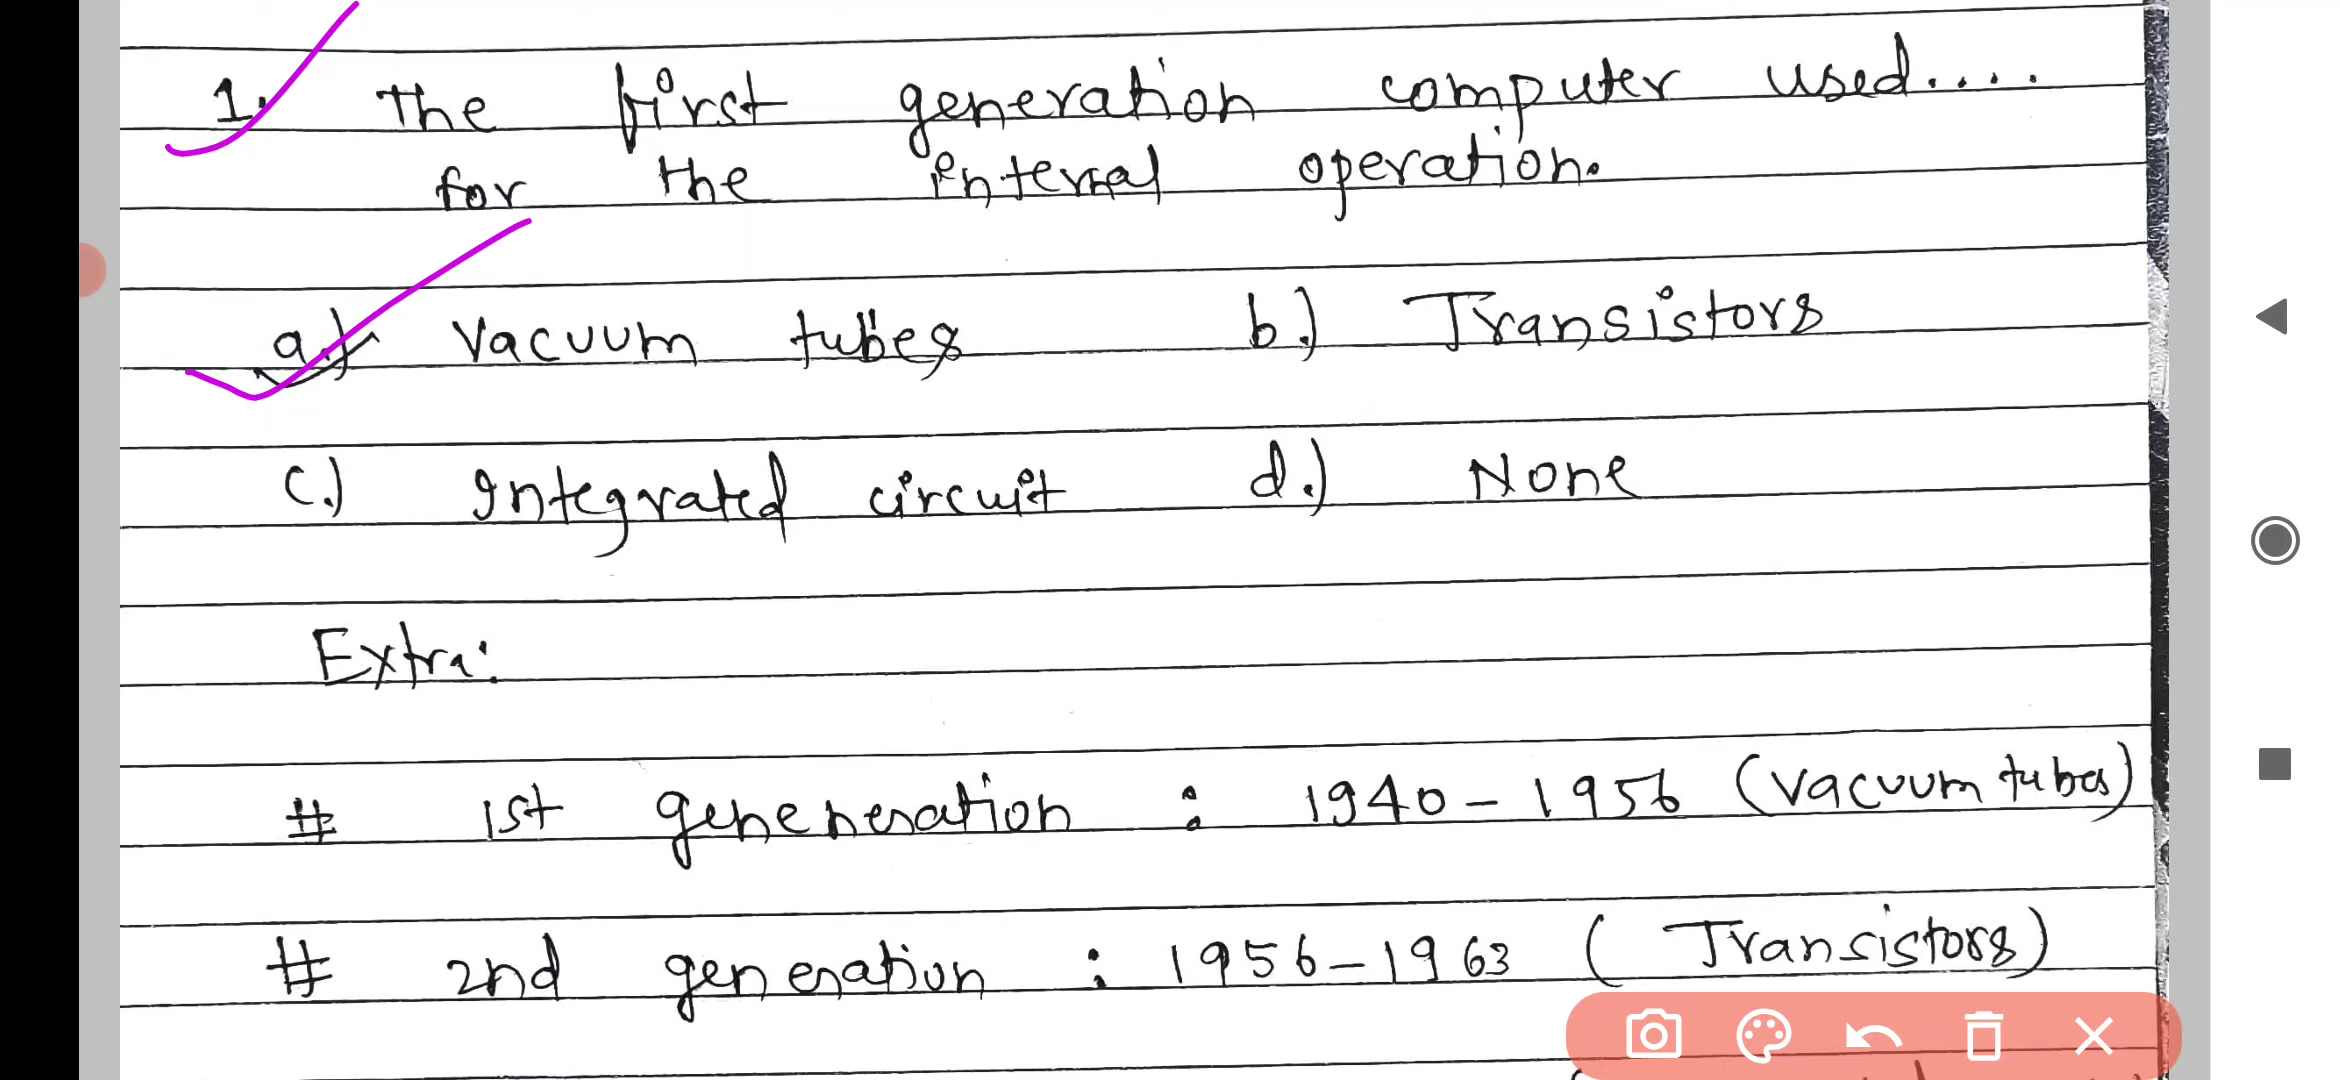 1. The first generation computer used....
for the internal operation.
a.) Vacuum tubes b.) Transistors
c.) Integrated circuit d.) None
Extra:
# 1st geneneration : 1940-1956 (Vacuum tubes)
# 2nd generation : 1956-1963 (Transistors)